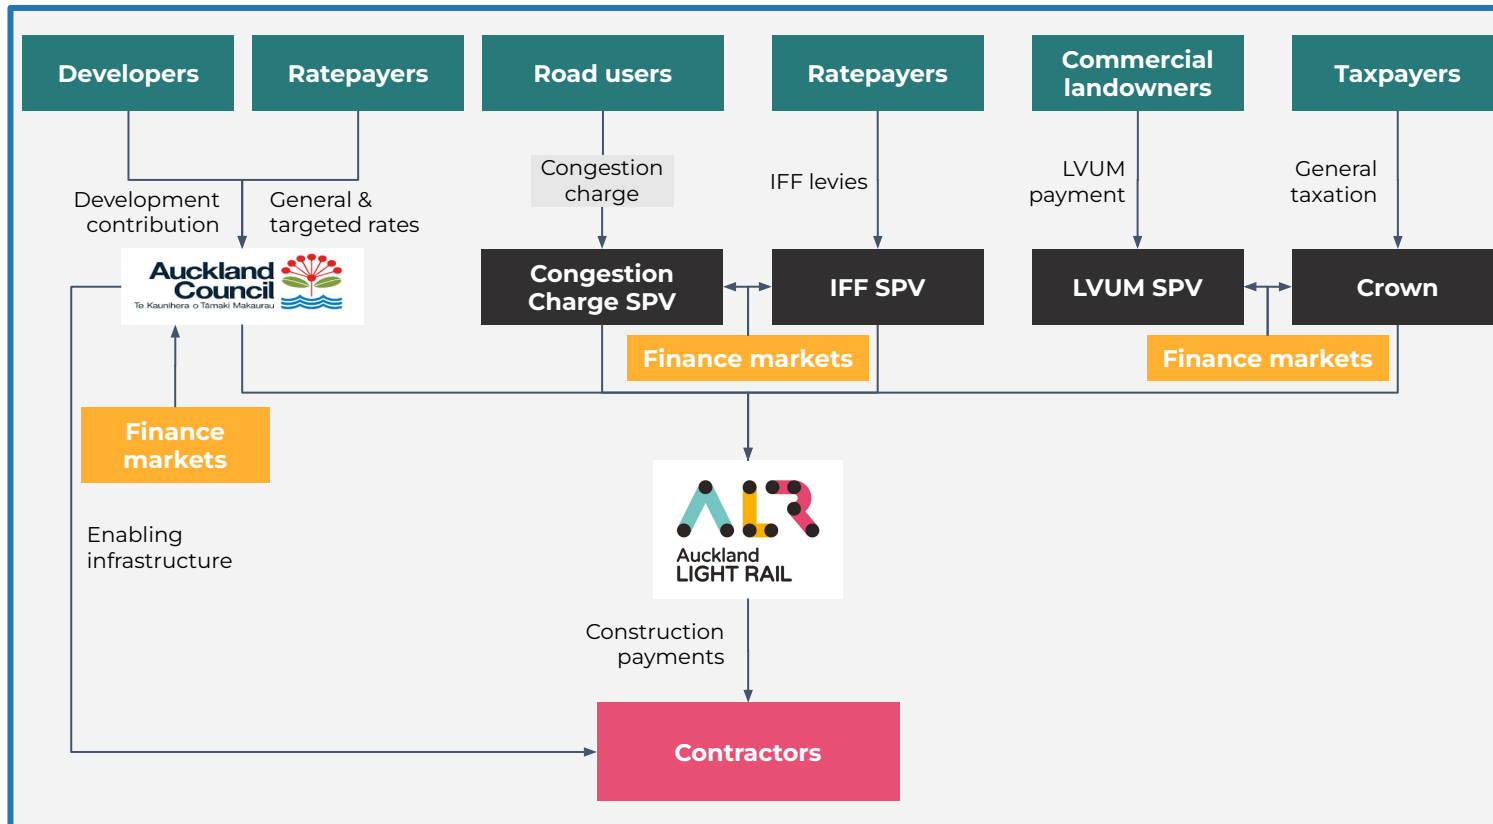 Developers
Ratepayers
Road users
Ratepayers
Commercial
landowners
Taxpayers
Development
contribution
General &
targeted rates
Congestion
charge
IFF levies
LVUM
payment
General
taxation
Auckland
Council
Te Kaunihera o Tāmaki Makaurau
Congestion
Charge SPV
IFF SPV
LVUM SPV
Crown
Finance markets
Finance markets
Finance
markets
ALR
Auckland
LIGHT RAIL
Enabling
infrastructure
Construction
payments
Contractors